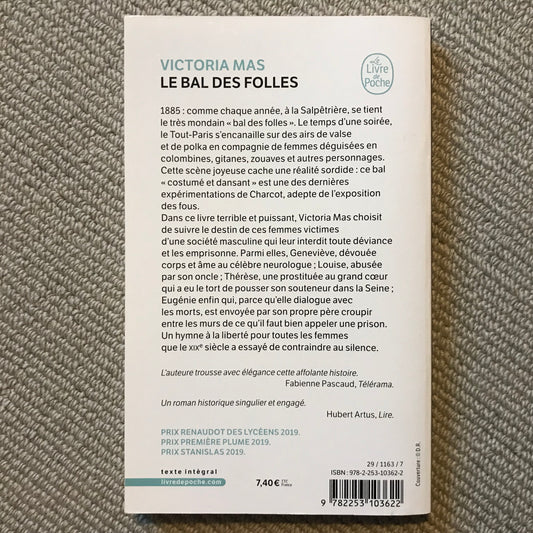 VICTORIA MAS
LE BAL DES FOLLES
Le
Livre
de
Poche
1885 : comme chaque année, à la Salpêtrière, se tient
le très mondain « bal des folles ». Le temps d'une soirée,
le Tout-Paris s'encanaille sur des airs de valse
et de polka en compagnie de femmes déguisées en
colombines, gitanes, zouaves et autres personnages.
Cette scène joyeuse cache une réalité sordide : ce bal
« costumé et dansant » est une des dernières
expérimentations de Charcot, adepte de l'exposition
des fous.
Dans ce livre terrible et puissant, Victoria Mas choisit
de suivre le destin de ces femmes victimes
d'une société masculine qui leur interdit toute déviance
et les emprisonne. Parmi elles, Geneviève, dévouée
corps et âme au célèbre neurologue ; Louise, abusée
par son oncle ; Thérèse, une prostituée au grand cœur
qui a eu le tort de pousser son souteneur dans la Seine ;
Eugénie enfin qui, parce qu'elle dialogue avec
les morts, est envoyée par son propre père croupir
entre les murs de ce qu'il faut bien appeler une prison.
Un hymne à la liberté pour toutes les femmes
que le XIXe siècle a essayé de contraindre au silence.
L'auteure trousse avec élégance cette affolante histoire.
Fabienne Pascaud, Télérama.
Un roman historique singulier et engagé.
Hubert Artus, Lire.
PRIX RENAUDOT DES LYCÉENS 2019.
PRIX PREMIÈRE PLUME 2019.
PRIX STANISLAS 2019.
texte intégral
livredepoche.com
7,40 € TTC
France
29 / 1163 / 7
ISBN : 978-2-253-10362-2
9 782253 103622
Couverture : © D.R.